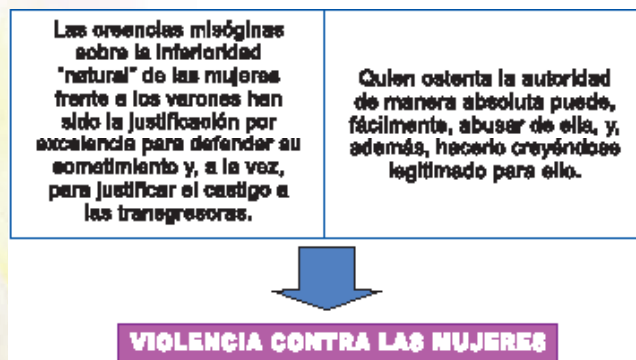 Las creencias misóginas
sobre la inferioridad
"natural" de las mujeres
frente a los varones han
sido la justificación por
excelencia para defender su
sometimiento y, a la vez,
para justificar el castigo a
las transgresoras.
Quien ostenta la autoridad
de manera absoluta puede,
fácilmente, abusar de ella, y,
además, hacerlo creyéndose
legitimado para ello.
VIOLENCIA CONTRA LAS MUJERES